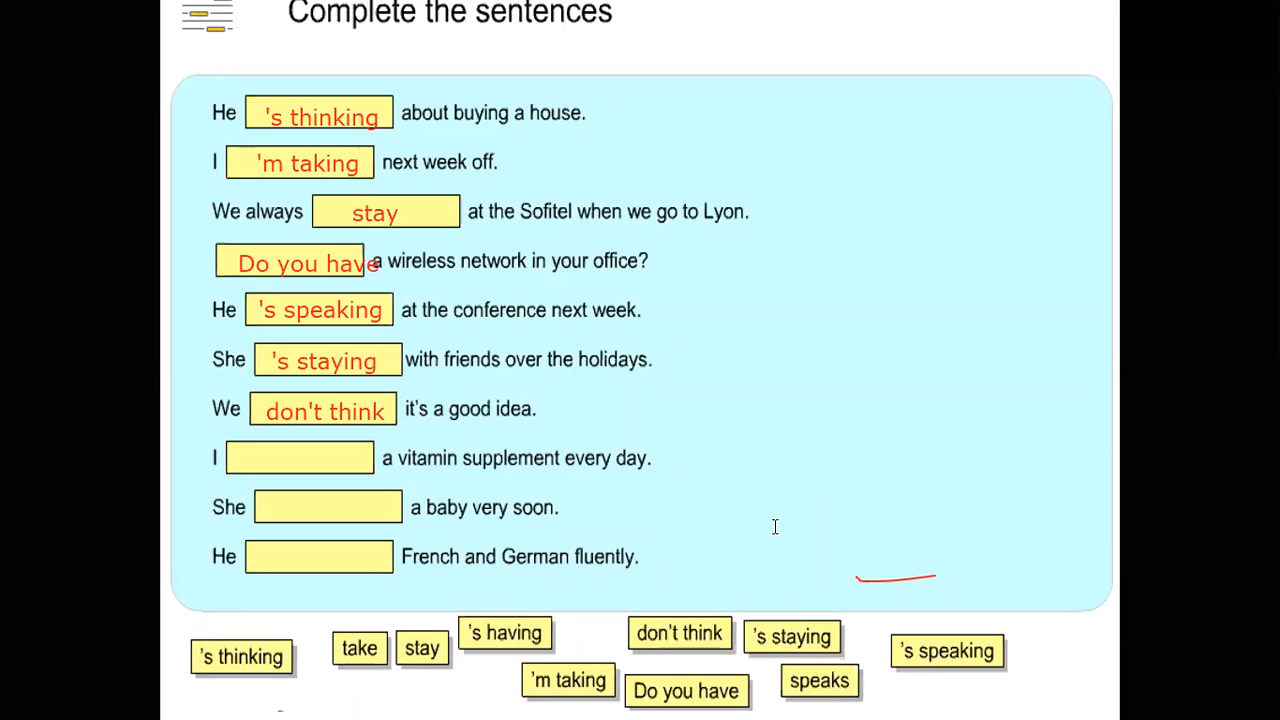 Complete the sentences
He 's thinking about buying a house.
I 'm taking next week off.
We always stay at the Sofitel when we go to Lyon.
Do you have a wireless network in your office?
He 's speaking at the conference next week.
She 's staying with friends over the holidays.
We don't think it's a good idea.
I a vitamin supplement every day.
She a baby very soon.
He French and German fluently.
's thinking take stay 's having don't think 's staying 's speaking
'm taking Do you have speaks